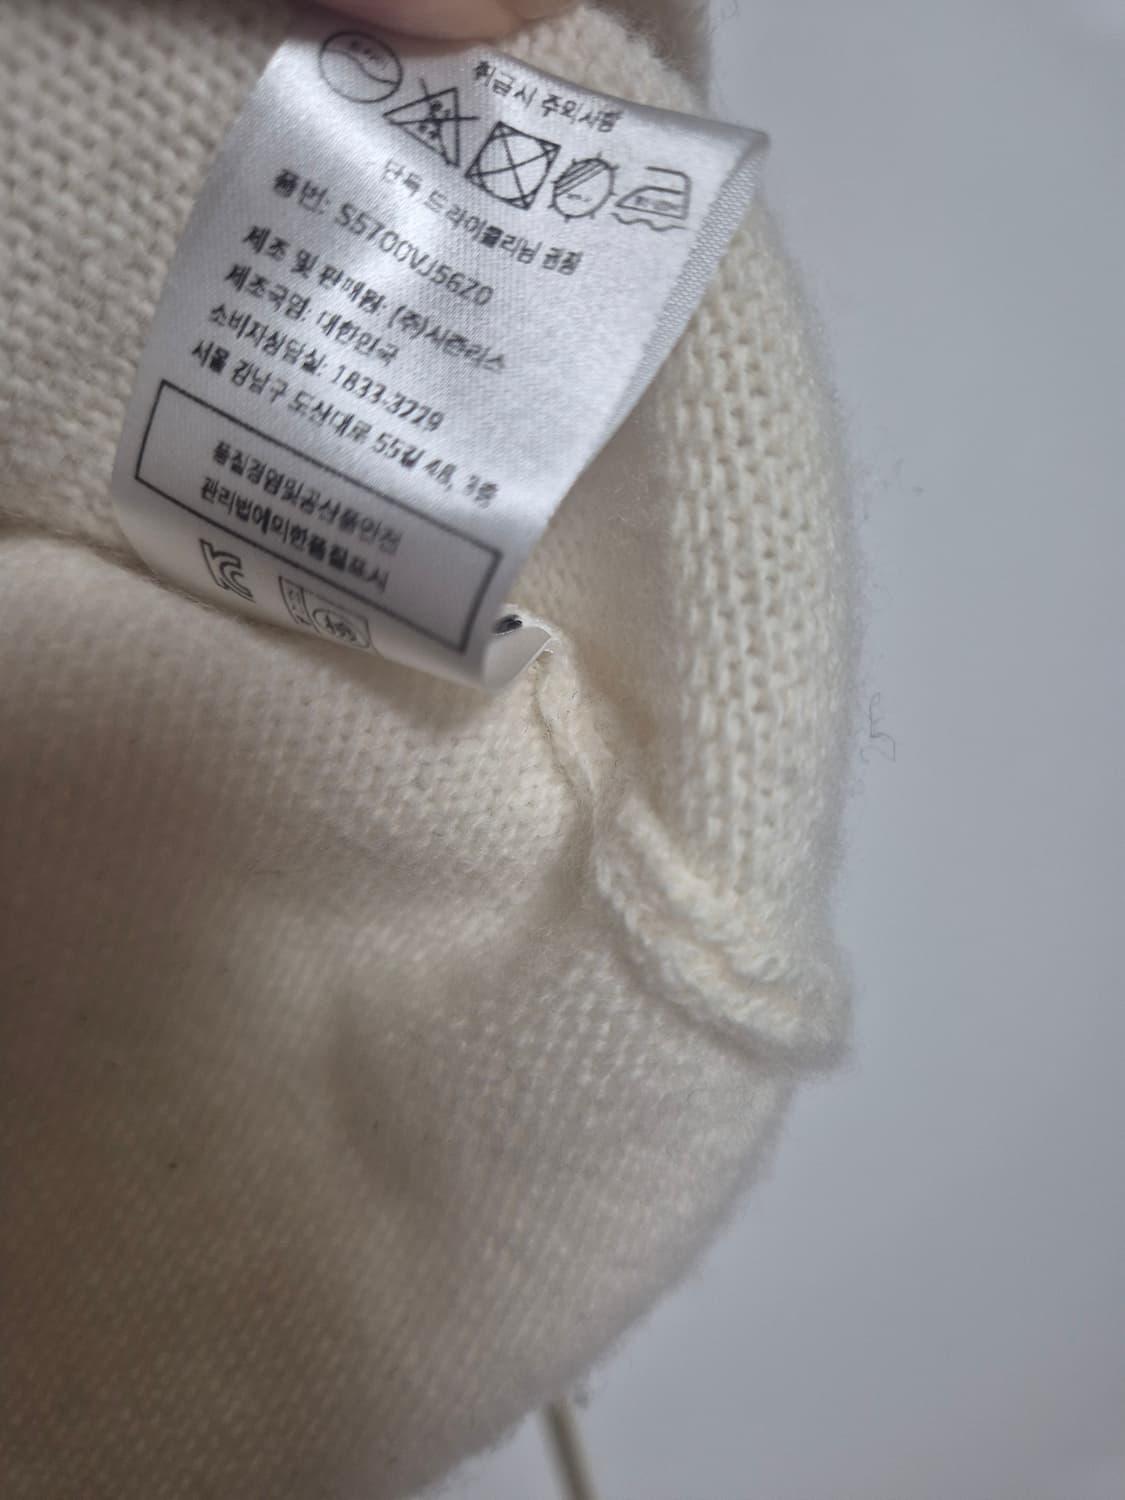 취급시 주의사항
단독 드라이클리닝 권장
품번: S5700VJ56Z0
제조 및 판매원: (주)시즌리스
제조국명: 대한민국
소비자상담실: 1833-3229
서울 강남구 도산대로 55길 48, 3층
품질경영및공산품안전
관리법에의한품질표시